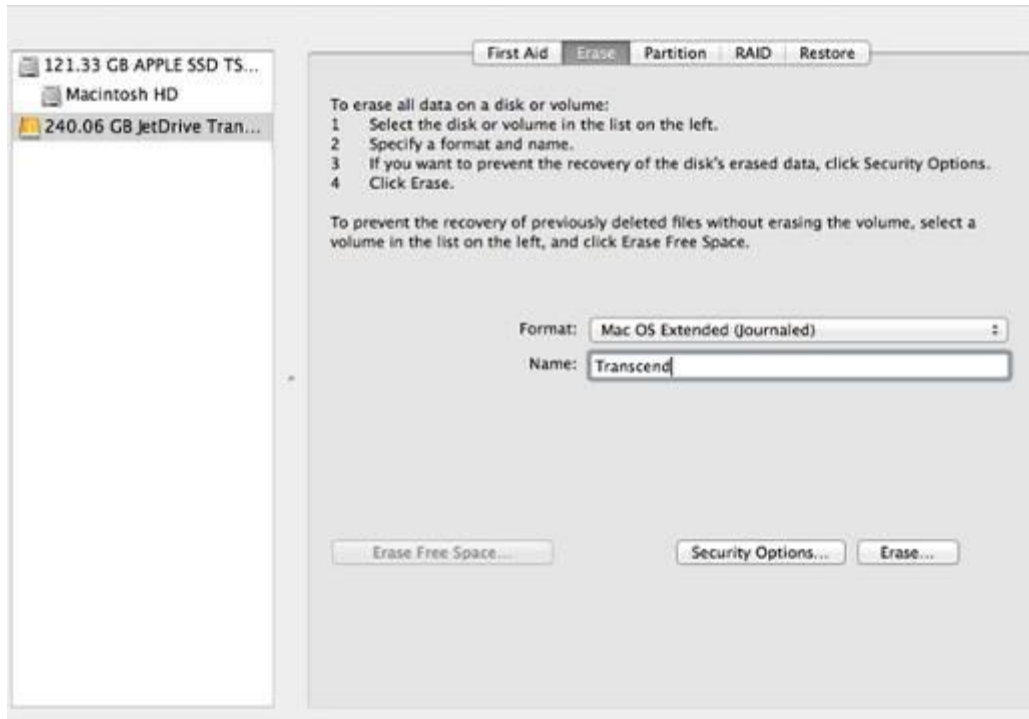 121.33 GB APPLE SSD TS...
Macintosh HD
240.06 GB JetDrive Tran...
First Aid Erase Partition RAID Restore
To erase all data on a disk or volume:
1 Select the disk or volume in the list on the left.
2 Specify a format and name.
3 If you want to prevent the recovery of the disk's erased data, click Security Options.
4 Click Erase.
To prevent the recovery of previously deleted files without erasing the volume, select a
volume in the list on the left, and click Erase Free Space.
Format: Mac OS Extended (Journaled)
Name: Transcend
Erase Free Space... Security Options... Erase...